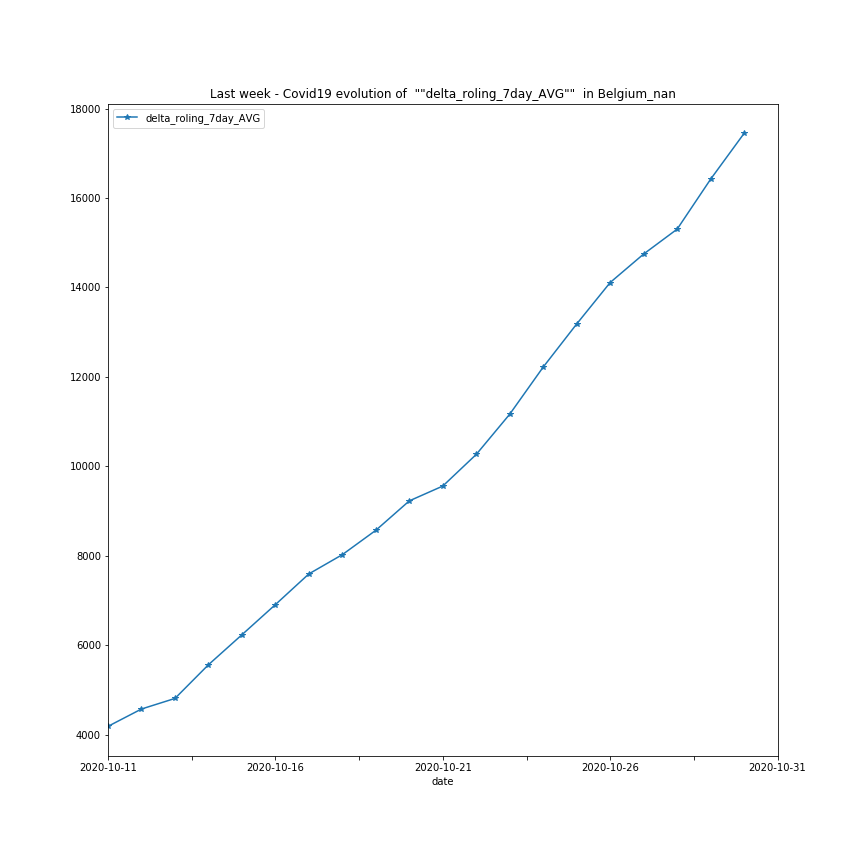 Last week - Covid19 evolution of  ""delta_roling_7day_AVG""  in Belgium_nan
delta_roling_7day_AVG
18000
16000
14000
12000
10000
8000
6000
4000
2020-10-11 2020-10-16 2020-10-21 2020-10-26 2020-10-31
date